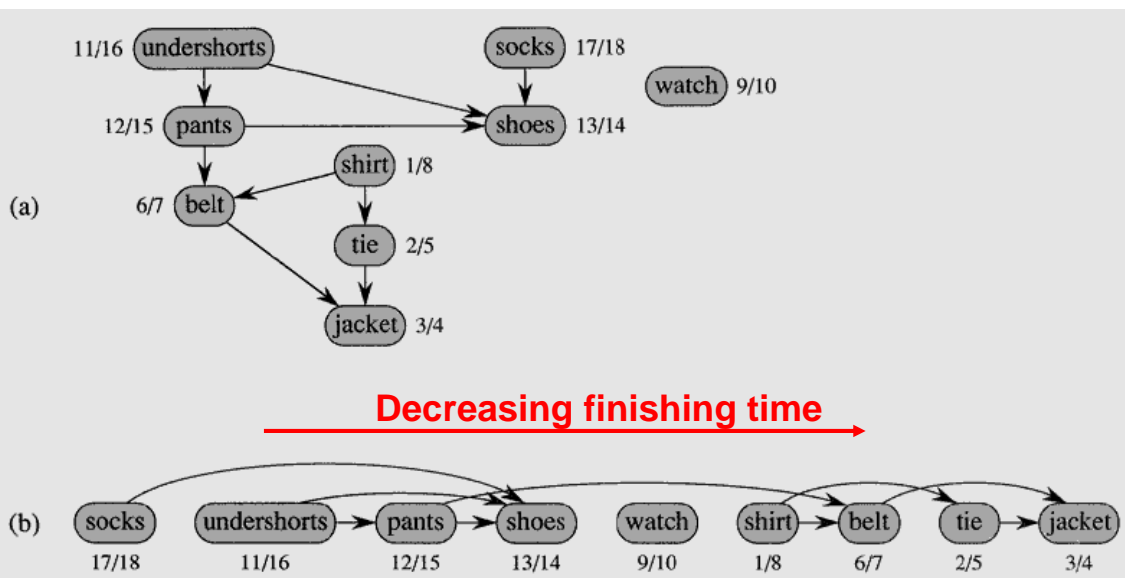 11/16 undershorts socks 17/18
watch 9/10
12/15 pants shoes 13/14
shirt 1/8
(a) 6/7 belt
tie 2/5
jacket 3/4
Decreasing finishing time
(b) socks undershorts pants shoes watch shirt belt tie jacket
17/18 11/16 12/15 13/14 9/10 1/8 6/7 2/5 3/4